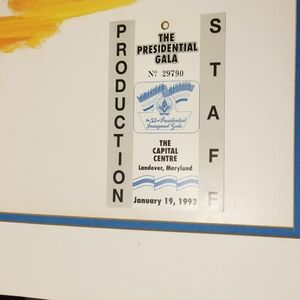 PRODUCTION
THE
PRESIDENTIAL
GALA
Nº 29790
the 52nd Presidential
Inaugural Gala
THE
CAPITAL
CENTRE
Landover, Maryland
January 19, 1993
STAFF